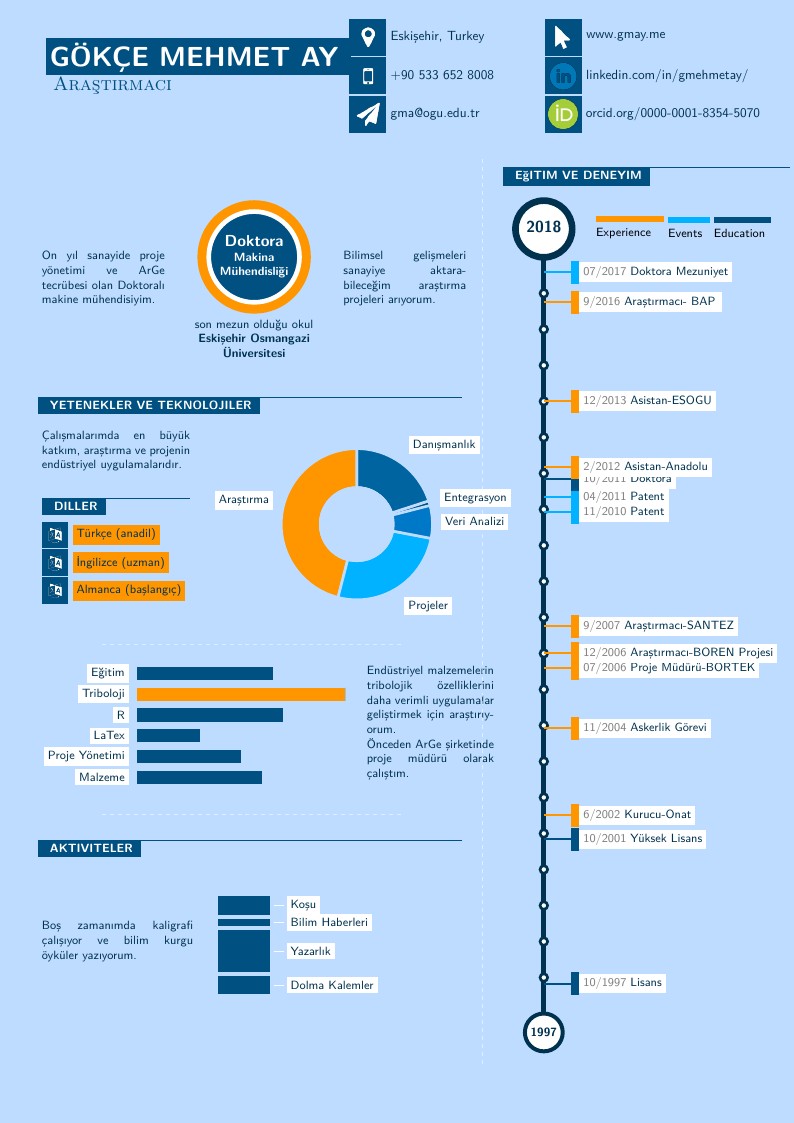 GÖKÇE MEHMET AY
Araştırmacı
Eskişehir, Turkey
+90 533 652 8008
gma@ogu.edu.tr
www.gmay.me
linkedin.com/in/gmehmetay/
orcid.org/0000-0001-8354-5070
On yıl sanayide proje
yönetimi ve ArGe
tecrübesi olan Doktoralı
makine mühendisiyim.
Doktora
Makina
Mühendisliği
son mezun olduğu okul
Eskişehir Osmangazi
Üniversitesi
Bilimsel gelişmeleri
sanayiye aktara-
bileceğim araştırma
projeleri arıyorum.
YETENEKLER VE TEKNOLOJILER
Çalışmalarımda en büyük
katkım, araştırma ve projenin
endüstriyel uygulamalarıdır.
DILLER
Türkçe (anadil)
İngilizce (uzman)
Almanca (başlangıç)
Danışmanlık
Entegrasyon
Veri Analizi
Projeler
Araştırma
Eğitim
Triboloji
R
LaTex
Proje Yönetimi
Malzeme
Endüstriyel malzemelerin
tribolojik özelliklerini
daha verimli uygulamalar
geliştirmek için araştırıy-
orum.
Önceden ArGe şirketinde
proje müdürü olarak
çalıştım.
AKTIVITELER
Boş zamanımda kaligrafi
çalışıyor ve bilim kurgu
öyküler yazıyorum.
Koşu
Bilim Haberleri
Yazarlık
Dolma Kalemler
EğITIM VE DENEYIM
2018
Experience
Events
Education
07/2017 Doktora Mezuniyet
9/2016 Araştırmacı- BAP
12/2013 Asistan-ESOGU
2/2012 Asistan-Anadolu
10/2011 Doktora
04/2011 Patent
11/2010 Patent
9/2007 Araştırmacı-SANTEZ
12/2006 Araştırmacı-BOREN Projesi
07/2006 Proje Müdürü-BORTEK
11/2004 Askerlik Görevi
6/2002 Kurucu-Onat
10/2001 Yüksek Lisans
10/1997 Lisans
1997